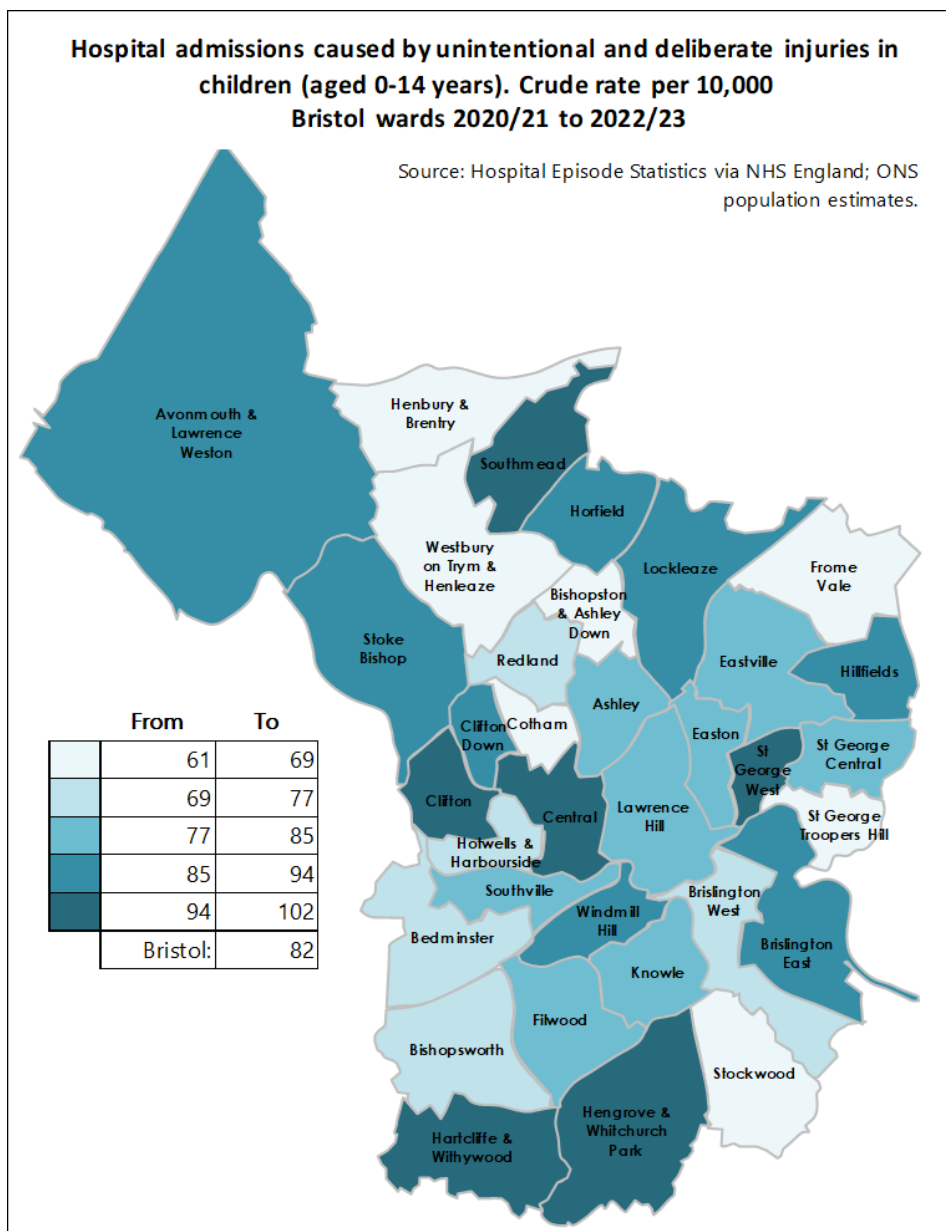 Hospital admissions caused by unintentional and deliberate injuries in
children (aged 0-14 years). Crude rate per 10,000
Bristol wards 2020/21 to 2022/23
Source: Hospital Episode Statistics via NHS England; ONS
population estimates.
Avonmouth &
Lawrence
Weston
Henbury &
Brentry
Southmead
Horfield
Westbury
on Trym &
Henleaze
Lockleaze
Frome
Vale
Bishopston
& Ashley
Down
Stoke
Bishop
Redland
Eastville
Hillfields
Clifton
Down
Cotham
Ashley
Easton
St
George
West
St George
Central
Clifton
Central
Lawrence
Hill
St George
Troopers Hill
Hotwells &
Harbourside
Southville
Brislington
West
Windmill
Hill
Bedminster
Brislington
East
Knowle
Filwood
Bishopsworth
Stockwood
Hengrove &
Whitchurch
Park
Hartcliffe &
Withywood
From To
61 69
69 77
77 85
85 94
94 102
Bristol: 82